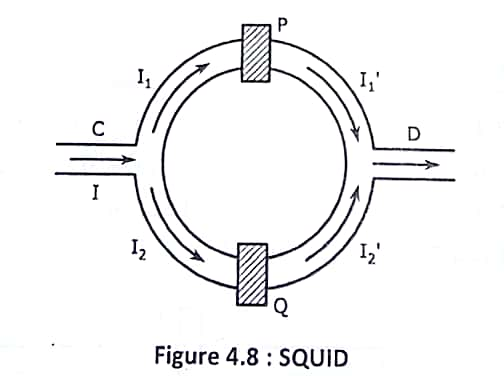 P
I₁
I₁'
C
D
I
I₂
I₂'
Q
Figure 4.8 : SQUID